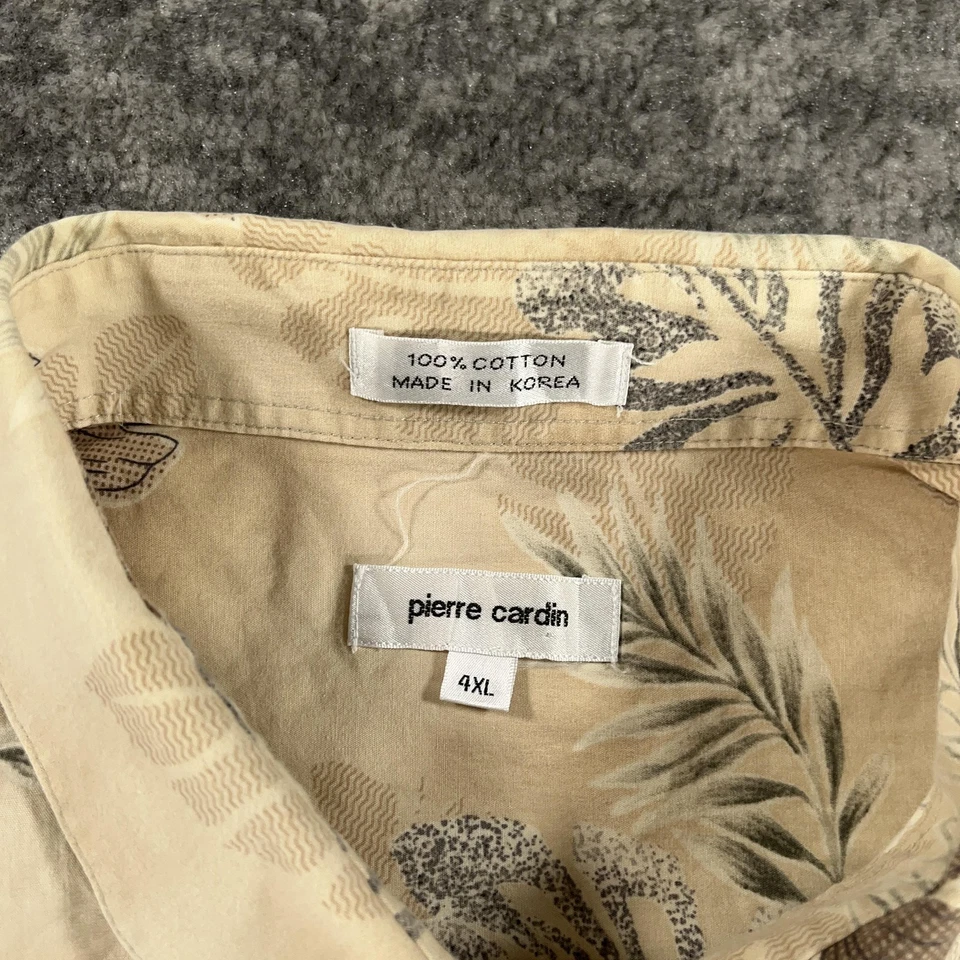 100% COTTON
MADE IN KOREA
pierre cardin
4XL